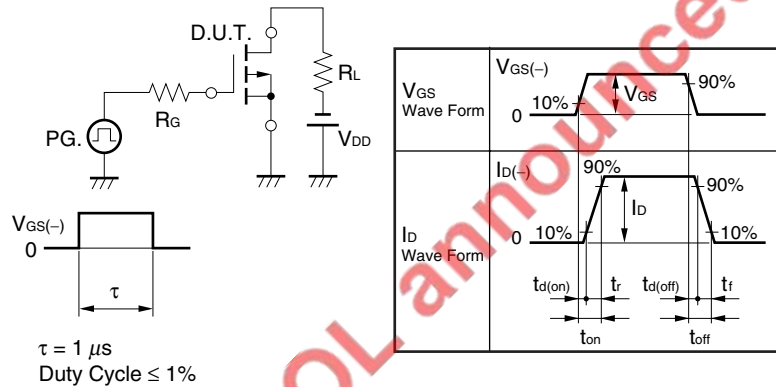 D.U.T.
RL
RG
PG.
VDD
VGS(−)
0
τ
τ = 1 μs
Duty Cycle ≤ 1%
VGS
Wave Form
VGS(−)
10%
0
VGS
90%
ID
Wave Form
ID(−)
90%
90%
ID
10%
0
10%
td(on)
tr
td(off)
tf
ton
toff
OL announced